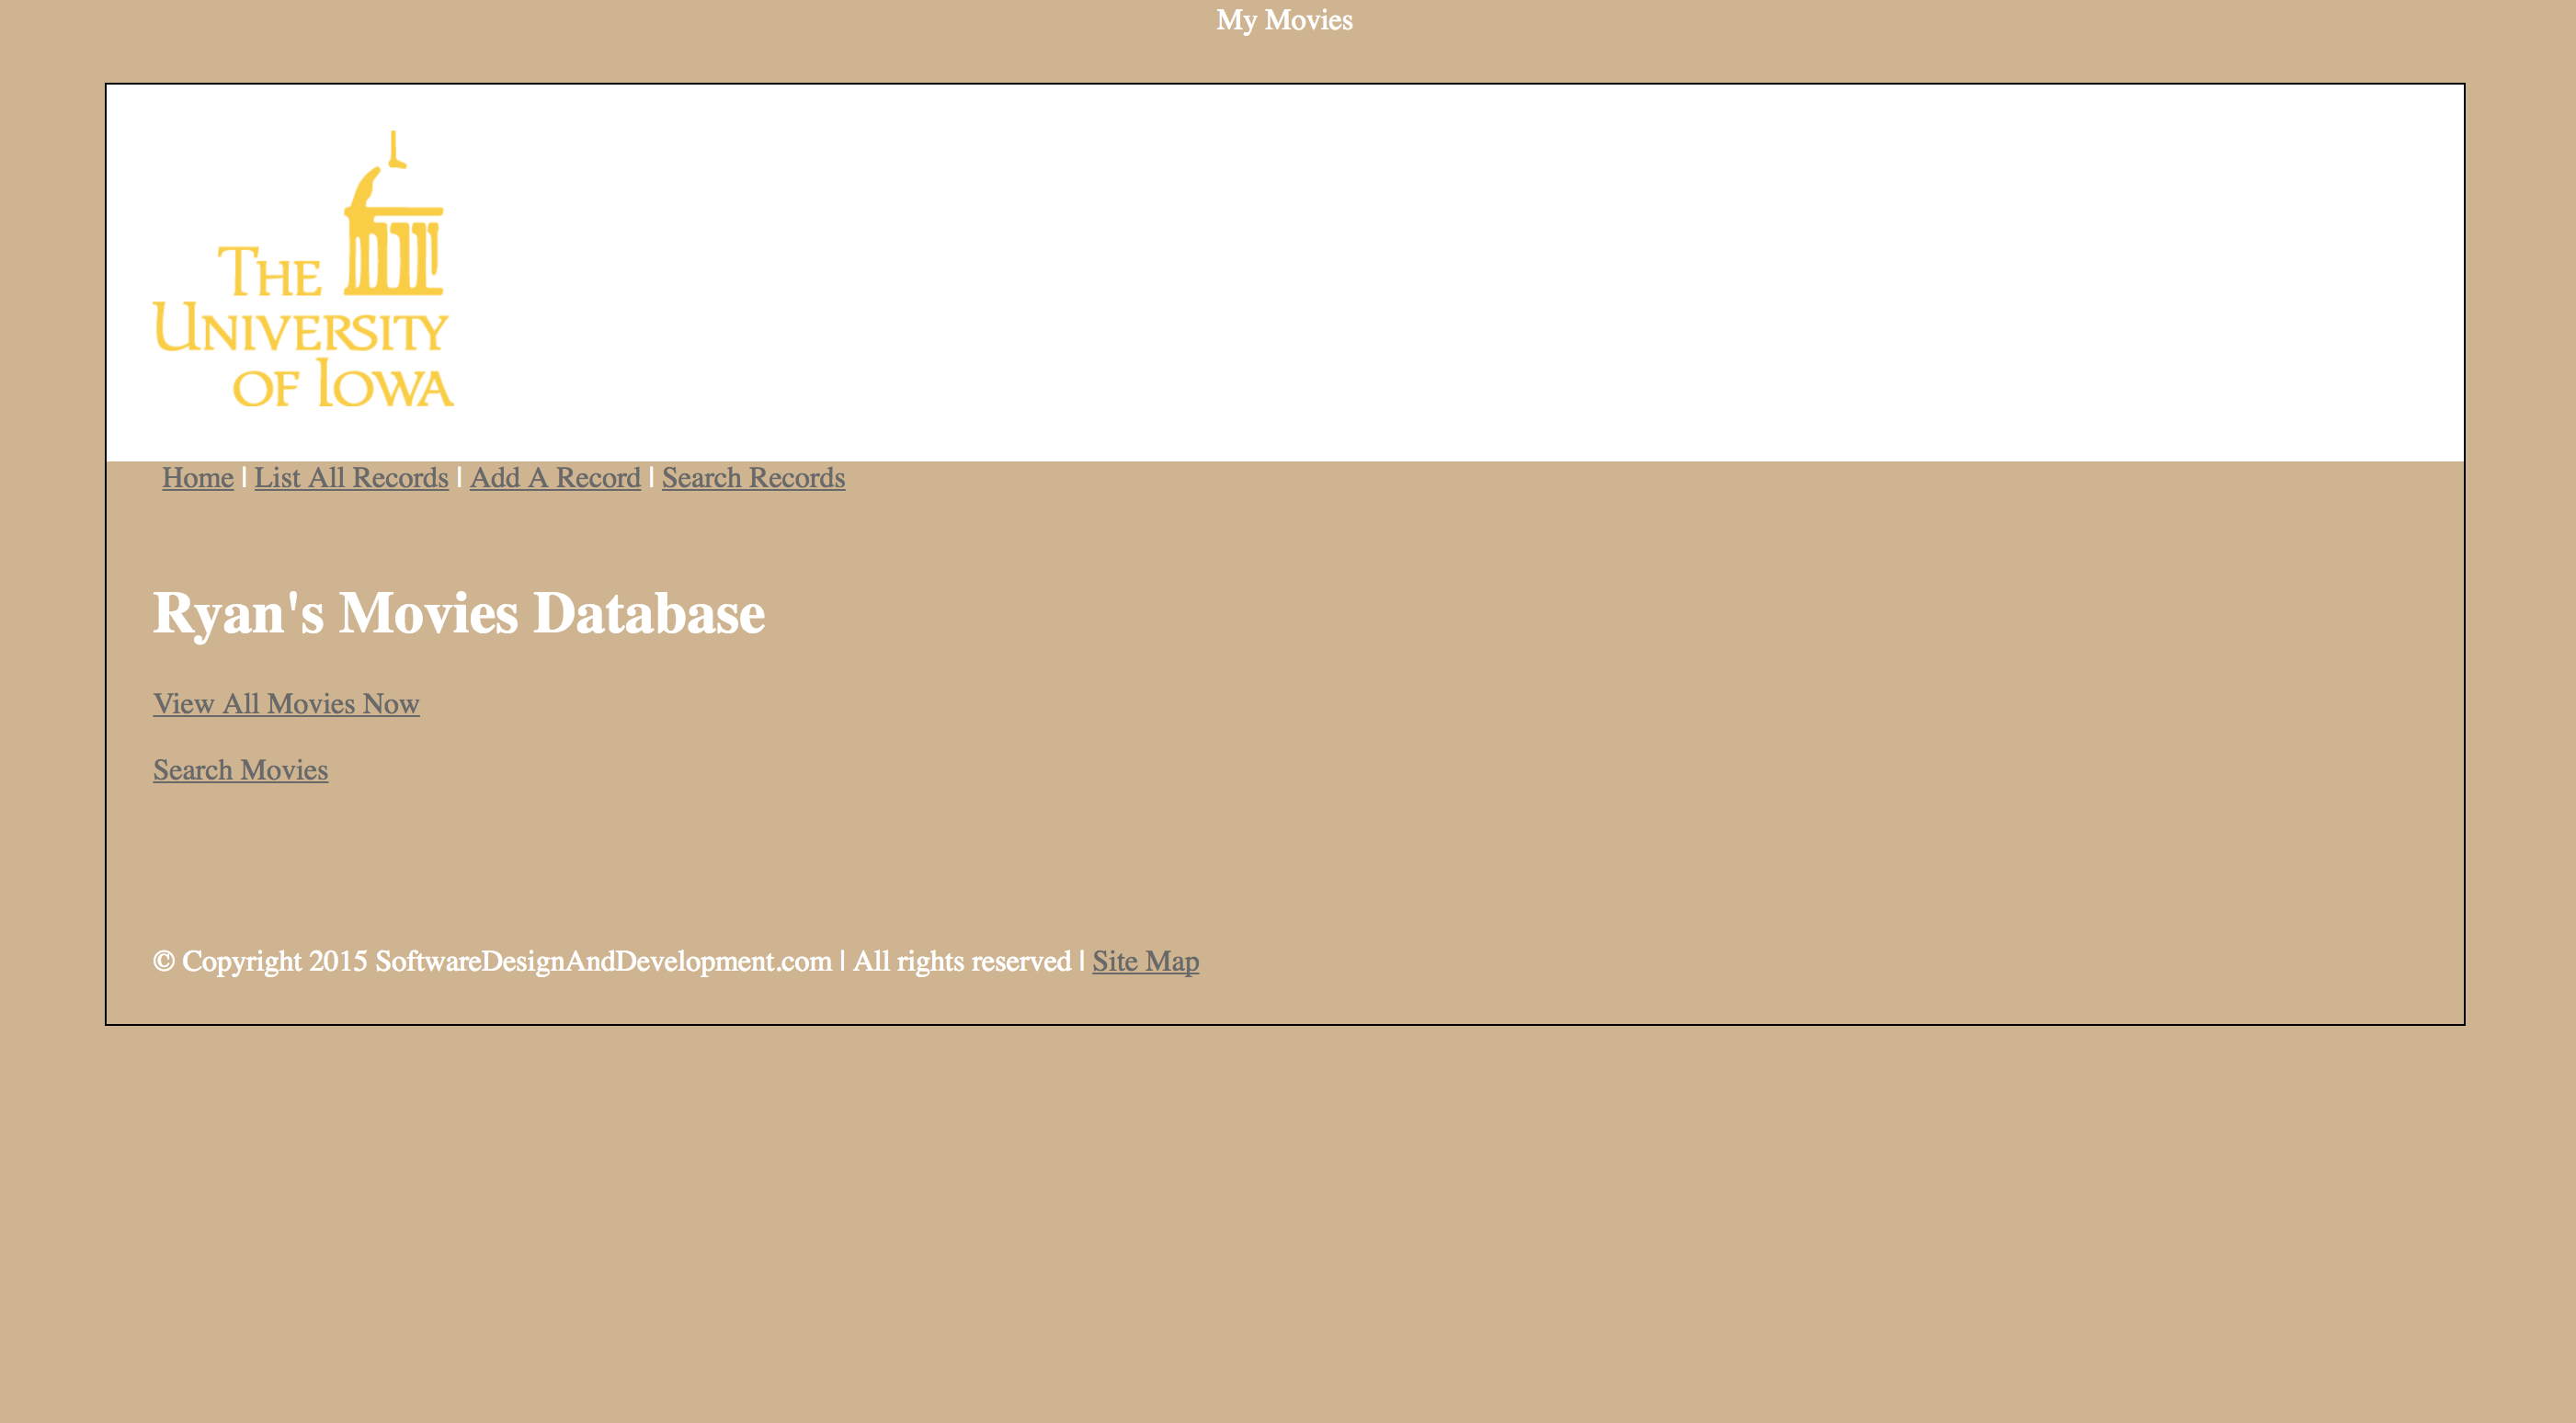 My Movies
THE
UNIVERSITY
OF IOWA
Home | List All Records | Add A Record | Search Records
Ryan's Movies Database
View All Movies Now
Search Movies
© Copyright 2015 SoftwareDesignAndDevelopment.com | All rights reserved | Site Map